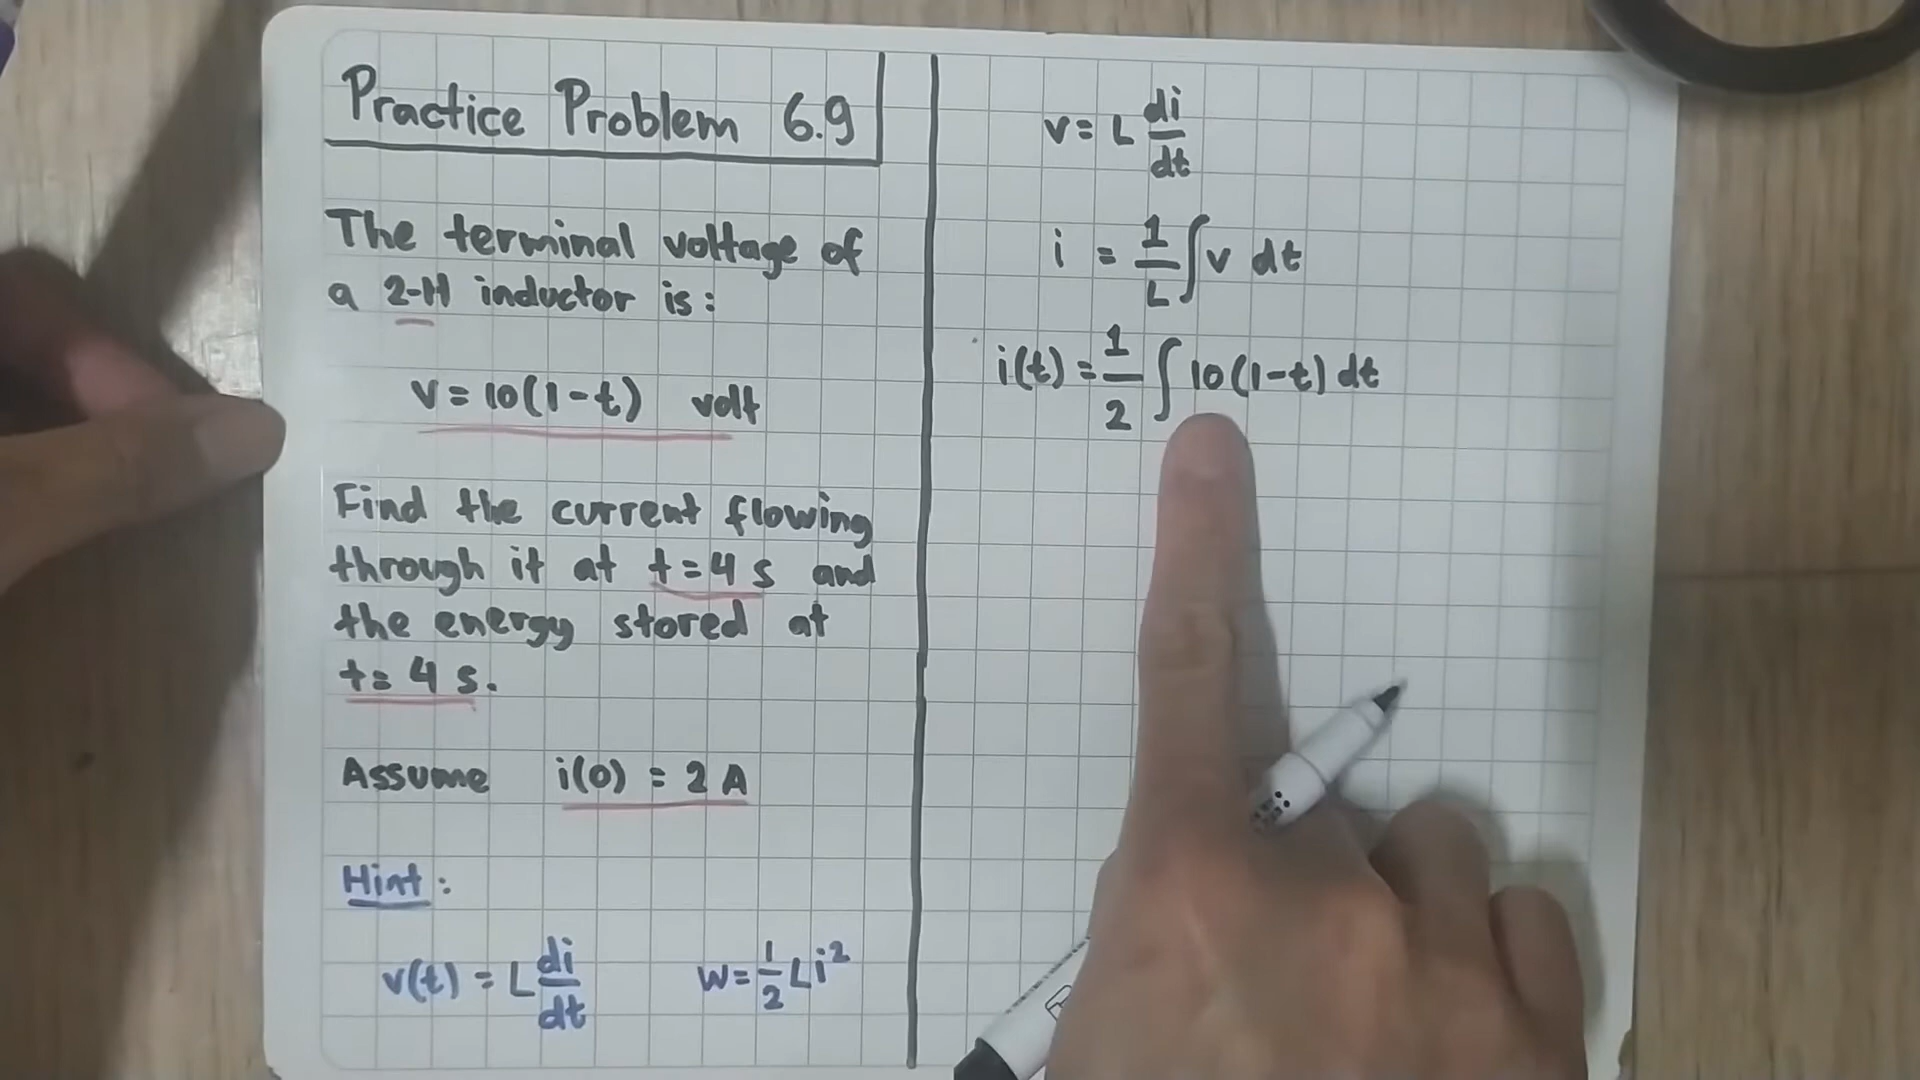 Practice Problem 6.9
The terminal voltage of
a 2-H inductor is:
v = 10(1-t) volt
Find the current flowing
through it at t=4 s and
the energy stored at
t= 4 s.
Assume i(0) = 2 A
Hint:
v(t) = L di/dt    w = 1/2 Li²
v = L di/dt
i = 1/L ∫ v dt
i(t) = 1/2 ∫ 10(1-t) dt